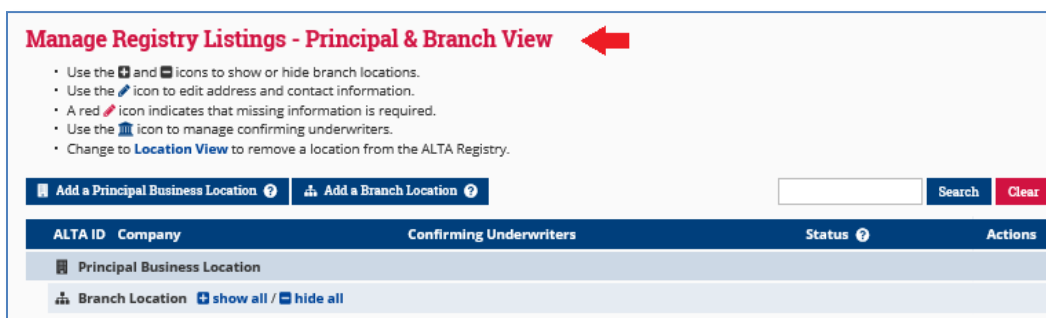 Manage Registry Listings - Principal & Branch View
• Use the and icons to show or hide branch locations.
• Use the icon to edit address and contact information.
• A red icon indicates that missing information is required.
• Use the icon to manage confirming underwriters.
• Change to Location View to remove a location from the ALTA Registry.
Add a Principal Business Location ? Add a Branch Location ? Search Clear
ALTA ID Company Confirming Underwriters Status ? Actions
Principal Business Location
Branch Location + show all / - hide all